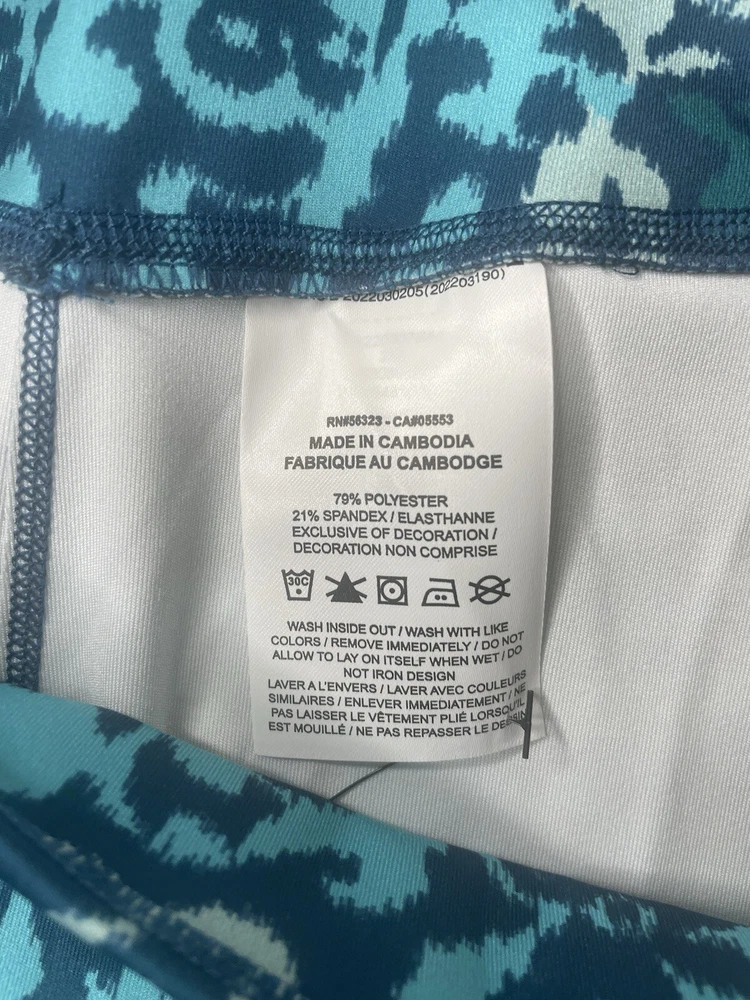 2022030205(202203190)
RN#56323 - CA#05553
MADE IN CAMBODIA
FABRIQUE AU CAMBODGE
79% POLYESTER
21% SPANDEX / ELASTHANNE
EXCLUSIVE OF DECORATION /
DECORATION NON COMPRISE
30C
WASH INSIDE OUT / WASH WITH LIKE
COLORS / REMOVE IMMEDIATELY / DO NOT
ALLOW TO LAY ON ITSELF WHEN WET / DO
NOT IRON DESIGN
LAVER A L'ENVERS / LAVER AVEC COULEURS
SIMILAIRES / ENLEVER IMMEDIATEMENT / NE
PAS LAISSER LE VÊTEMENT PLIÉ LORSQU'IL
EST MOUILLÉ / NE PAS REPASSER LE DESSIN